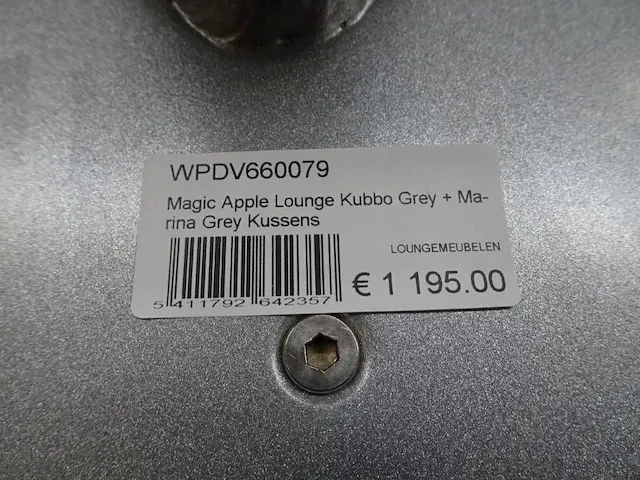 WPDV660079
Magic Apple Lounge Kubbo Grey + Ma-
rina Grey Kussens
LOUNGEMEUBELEN
5 411792 642357
€ 1 195.00